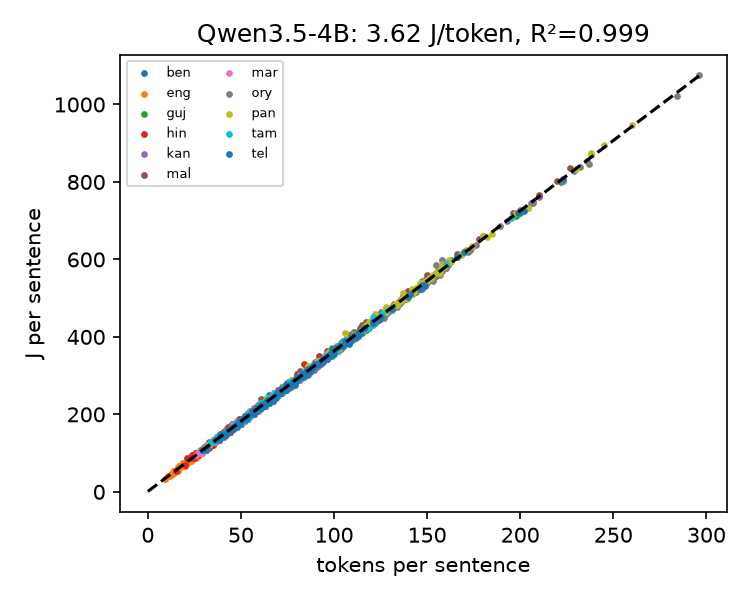 Qwen3.5-4B: 3.62 J/token, R²=0.999
ben
eng
guj
hin
kan
mal
mar
ory
pan
tam
tel
J per sentence
1000
800
600
400
200
0
0 50 100 150 200 250 300
tokens per sentence